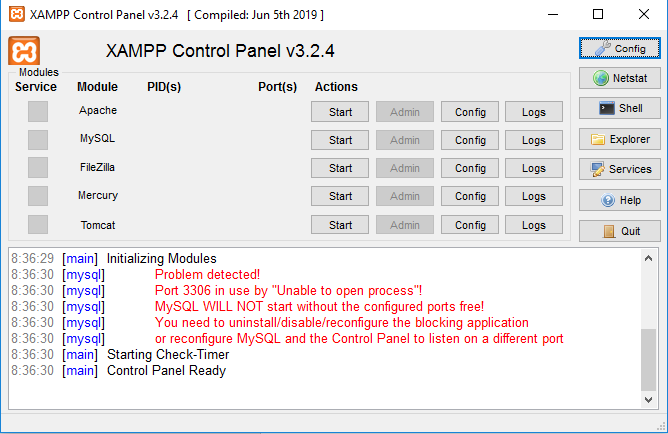 XAMPP Control Panel v3.2.4 [ Compiled: Jun 5th 2019 ]
XAMPP Control Panel v3.2.4
Config
Modules
Service Module PID(s) Port(s) Actions
Netstat
Apache Start Admin Config Logs
Shell
MySQL Start Admin Config Logs
Explorer
FileZilla Start Admin Config Logs
Services
Mercury Start Admin Config Logs
Help
Tomcat Start Admin Config Logs
Quit
8:36:29 [main] Initializing Modules
8:36:30 [mysql] Problem detected!
8:36:30 [mysql] Port 3306 in use by "Unable to open process"!
8:36:30 [mysql] MySQL WILL NOT start without the configured ports free!
8:36:30 [mysql] You need to uninstall/disable/reconfigure the blocking application
8:36:30 [mysql] or reconfigure MySQL and the Control Panel to listen on a different port
8:36:30 [main] Starting Check-Timer
8:36:30 [main] Control Panel Ready